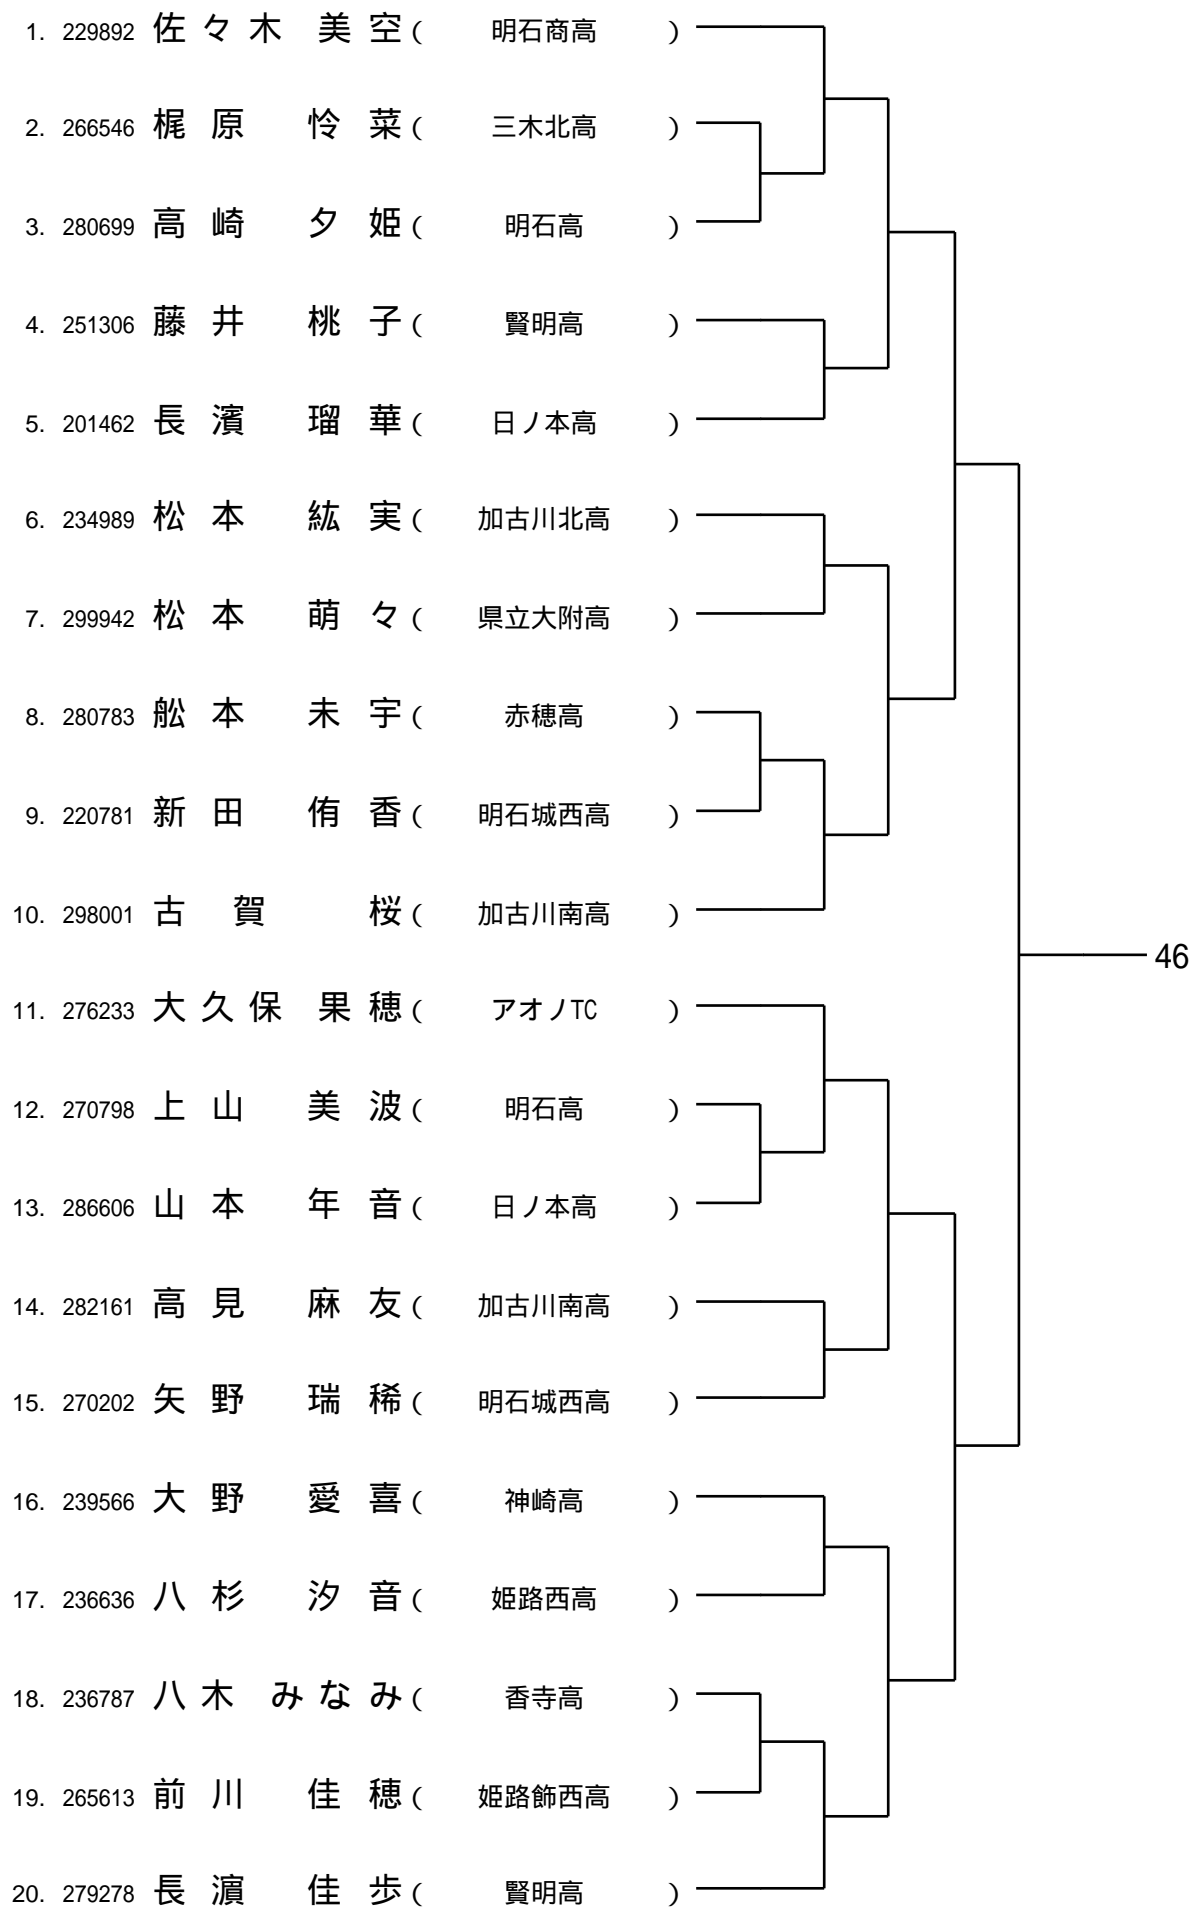 1. 229892 佐々木 美空( 明石商高 )
2. 266546 梶原 怜菜( 三木北高 )
3. 280699 高崎 夕姫( 明石高 )
4. 251306 藤井 桃子( 賢明高 )
5. 201462 長濱 瑠華( 日ノ本高 )
6. 234989 松本 紘実( 加古川北高 )
7. 299942 松本 萌々( 県立大附高 )
8. 280783 舩本 未宇( 赤穂高 )
9. 220781 新田 侑香( 明石城西高 )
10. 298001 古賀 桜( 加古川南高 )
46
11. 276233 大久保 果穂( アオノTC )
12. 270798 上山 美波( 明石高 )
13. 286606 山本 年音( 日ノ本高 )
14. 282161 高見 麻友( 加古川南高 )
15. 270202 矢野 瑞稀( 明石城西高 )
16. 239566 大野 愛喜( 神崎高 )
17. 236636 八杉 汐音( 姫路西高 )
18. 236787 八木 みなみ( 香寺高 )
19. 265613 前川 佳穂( 姫路飾西高 )
20. 279278 長濵 佳歩( 賢明高 )